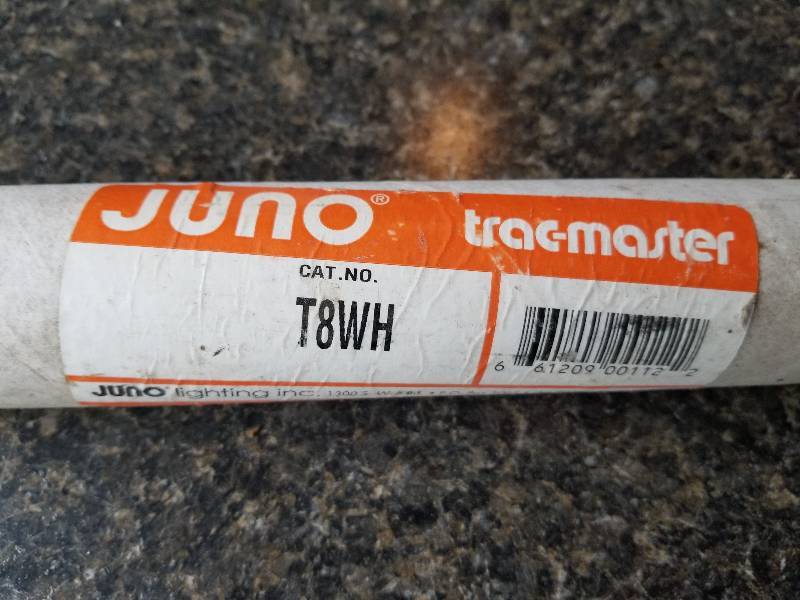 JUNO® trac-master
CAT.NO.
T8WH
6 61209 00112 2
JUNO lighting inc.